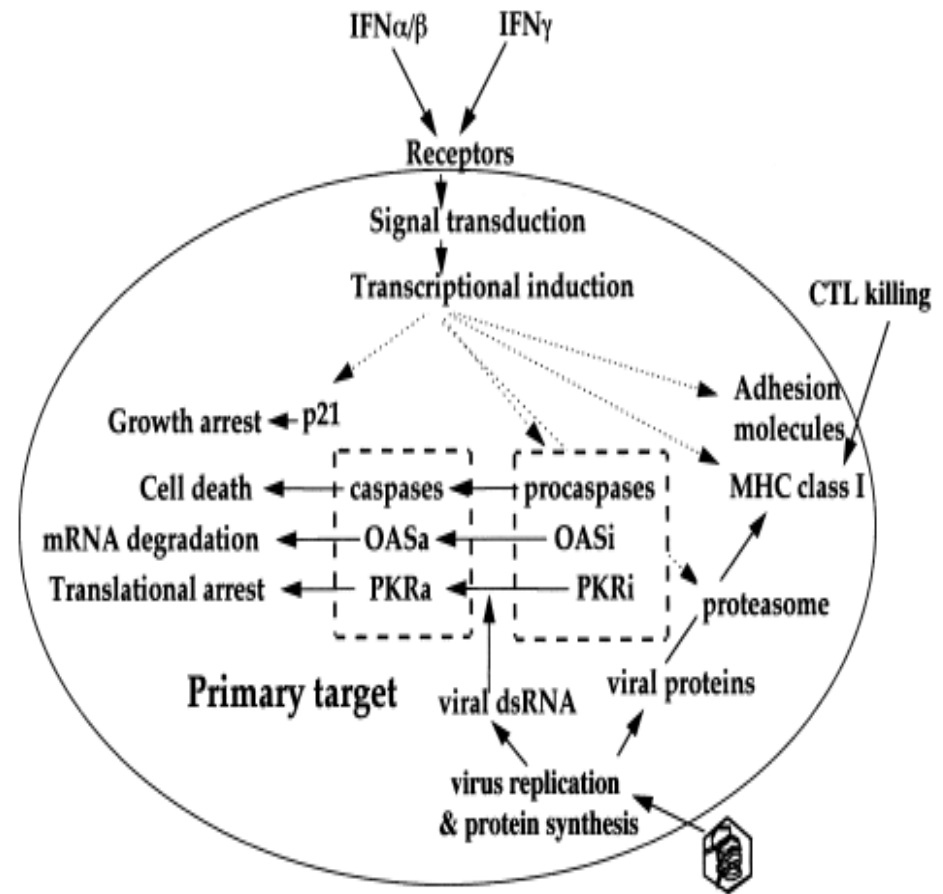 IFNα/β
IFNγ
Receptors
Signal transduction
Transcriptional induction
CTL killing
Adhesion
molecules
Growth arrest
p21
MHC class I
Cell death
caspases
procaspases
mRNA degradation
OASa
OASi
Translational arrest
PKRa
PKRi
proteasome
Primary target
viral dsRNA
viral proteins
virus replication
& protein synthesis